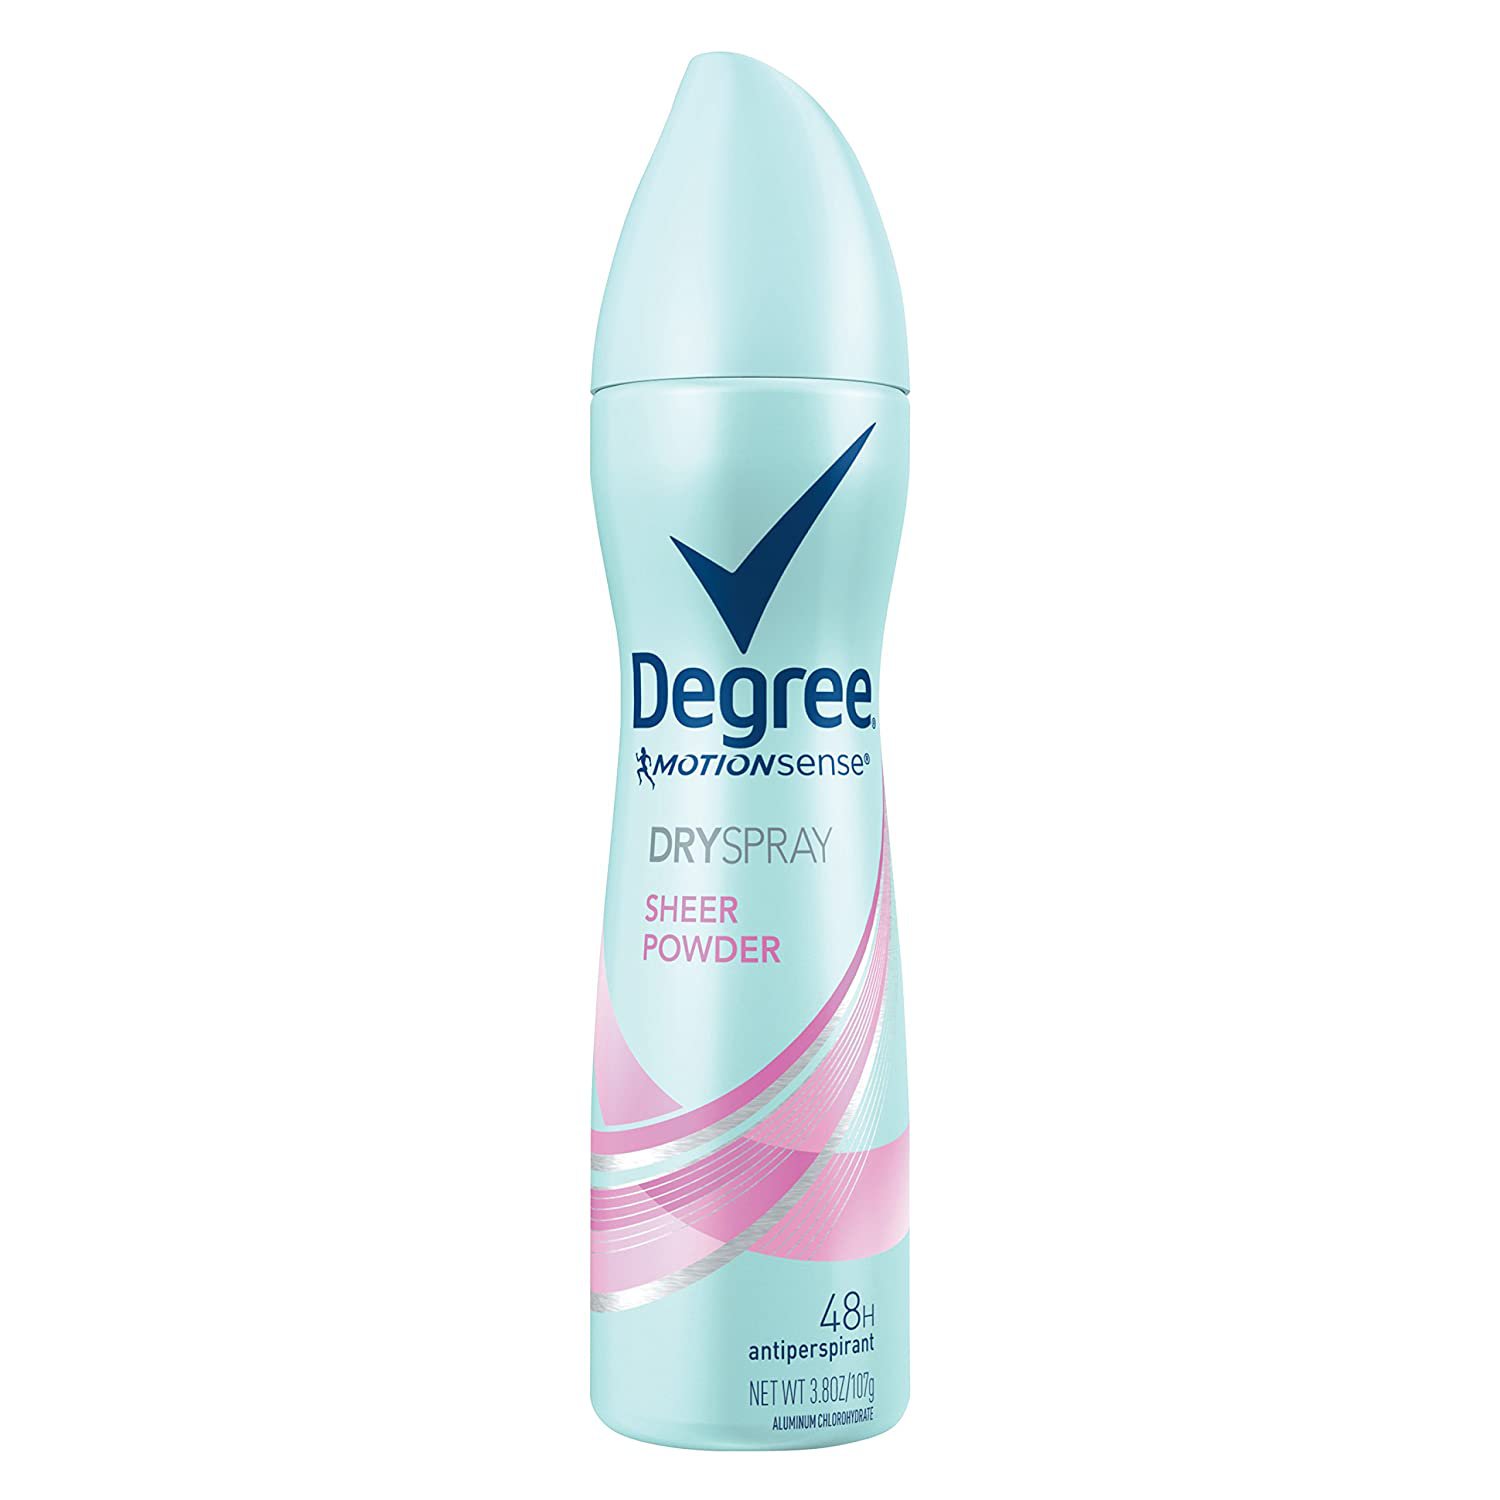 Degree®
MOTIONsense®
DRYSPRAY
SHEER
POWDER
48H
antiperspirant
NET WT 3.8OZ/107g
ALUMINUM CHLOROHYDRATE